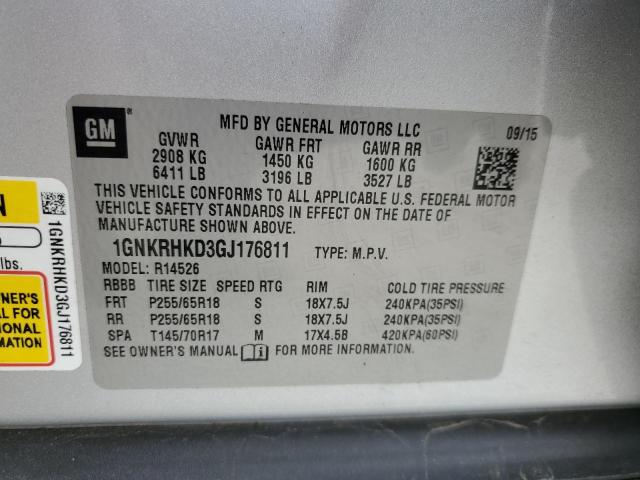 GM
MFD BY GENERAL MOTORS LLC
09/15
GVWR GAWR FRT GAWR RR
2908 KG 1450 KG 1600 KG
6411 LB 3196 LB 3527 LB
THIS VEHICLE CONFORMS TO ALL APPLICABLE U.S. FEDERAL MOTOR
VEHICLE SAFETY STANDARDS IN EFFECT ON THE DATE OF
MANUFACTURE SHOWN ABOVE.
1GNKRHKD3GJ176811 TYPE: M.P.V.
MODEL: R14526
RBBB TIRE SIZE SPEED RTG RIM COLD TIRE PRESSURE
FRT P255/65R18 S 18X7.5J 240KPA(35PSI)
RR P255/65R18 S 18X7.5J 240KPA(35PSI)
SPA T145/70R17 M 17X4.5B 420KPA(60PSI)
SEE OWNER'S MANUAL FOR MORE INFORMATION.
N
lbs.
WNER'S
L FOR
IONAL
ATION
1GNKRHKD3GJ176811